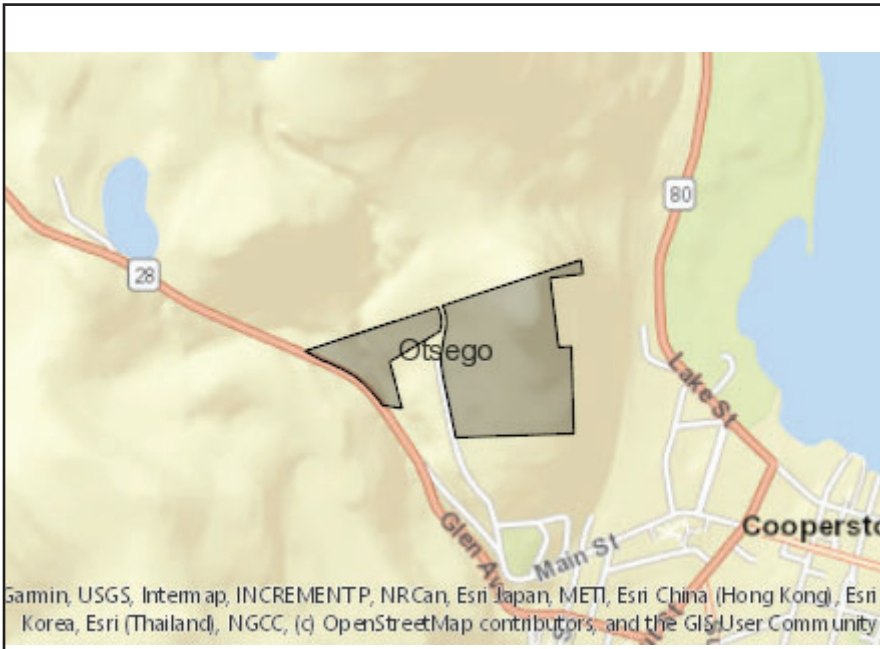 80
28
Otsego
Lake St
Coopersto
Glen Av
Main St
Garmin, USGS, Intermap, INCREMENT P, NRCan, Esri Japan, METI, Esri China (Hong Kong), Esri
Korea, Esri (Thailand), NGCC, (c) OpenStreetMap contributors, and the GIS User Community